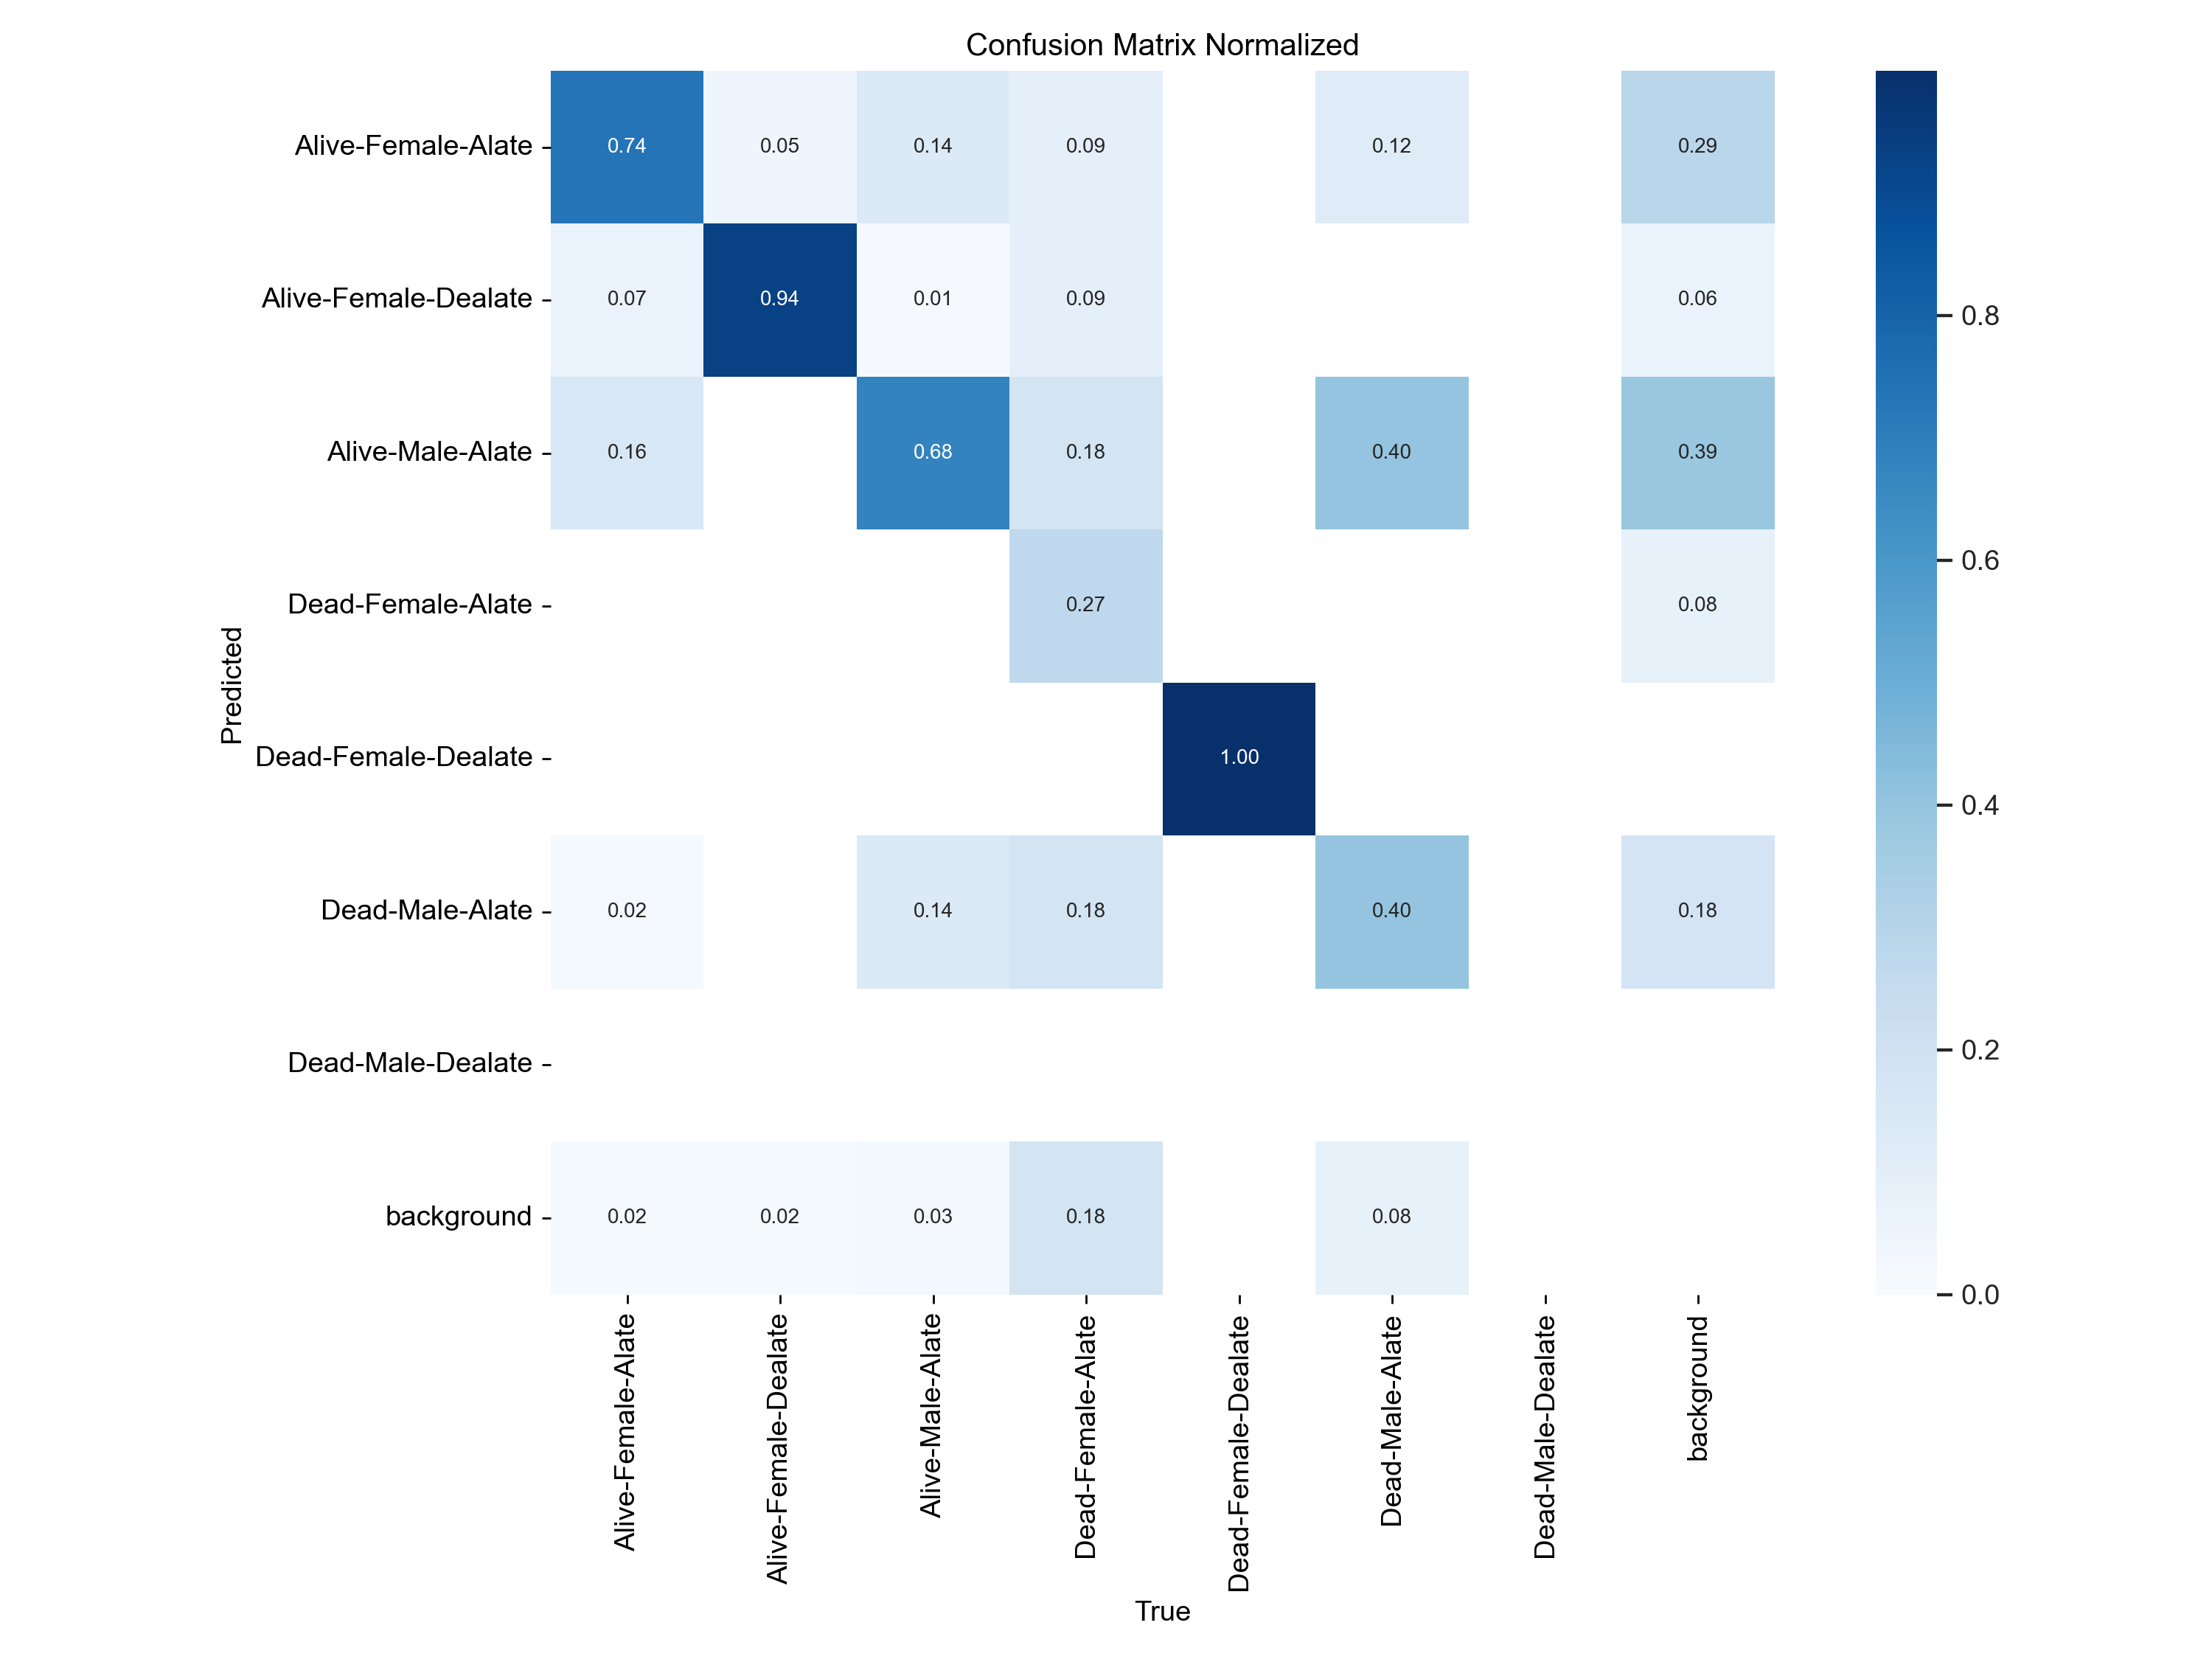 Confusion Matrix Normalized
Alive-Female-Alate 0.74 0.05 0.14 0.09 0.12 0.29
Alive-Female-Dealate 0.07 0.94 0.01 0.09 0.06
0.8
Alive-Male-Alate 0.16 0.68 0.18 0.40 0.39
0.6
Dead-Female-Alate 0.27 0.08
Predicted
Dead-Female-Dealate 1.00
0.4
Dead-Male-Alate 0.02 0.14 0.18 0.40 0.18
0.2
Dead-Male-Dealate
background 0.02 0.02 0.03 0.18 0.08
0.0
Alive-Female-Alate
Alive-Female-Dealate
Alive-Male-Alate
Dead-Female-Alate
Dead-Female-Dealate
Dead-Male-Alate
Dead-Male-Dealate
background
True